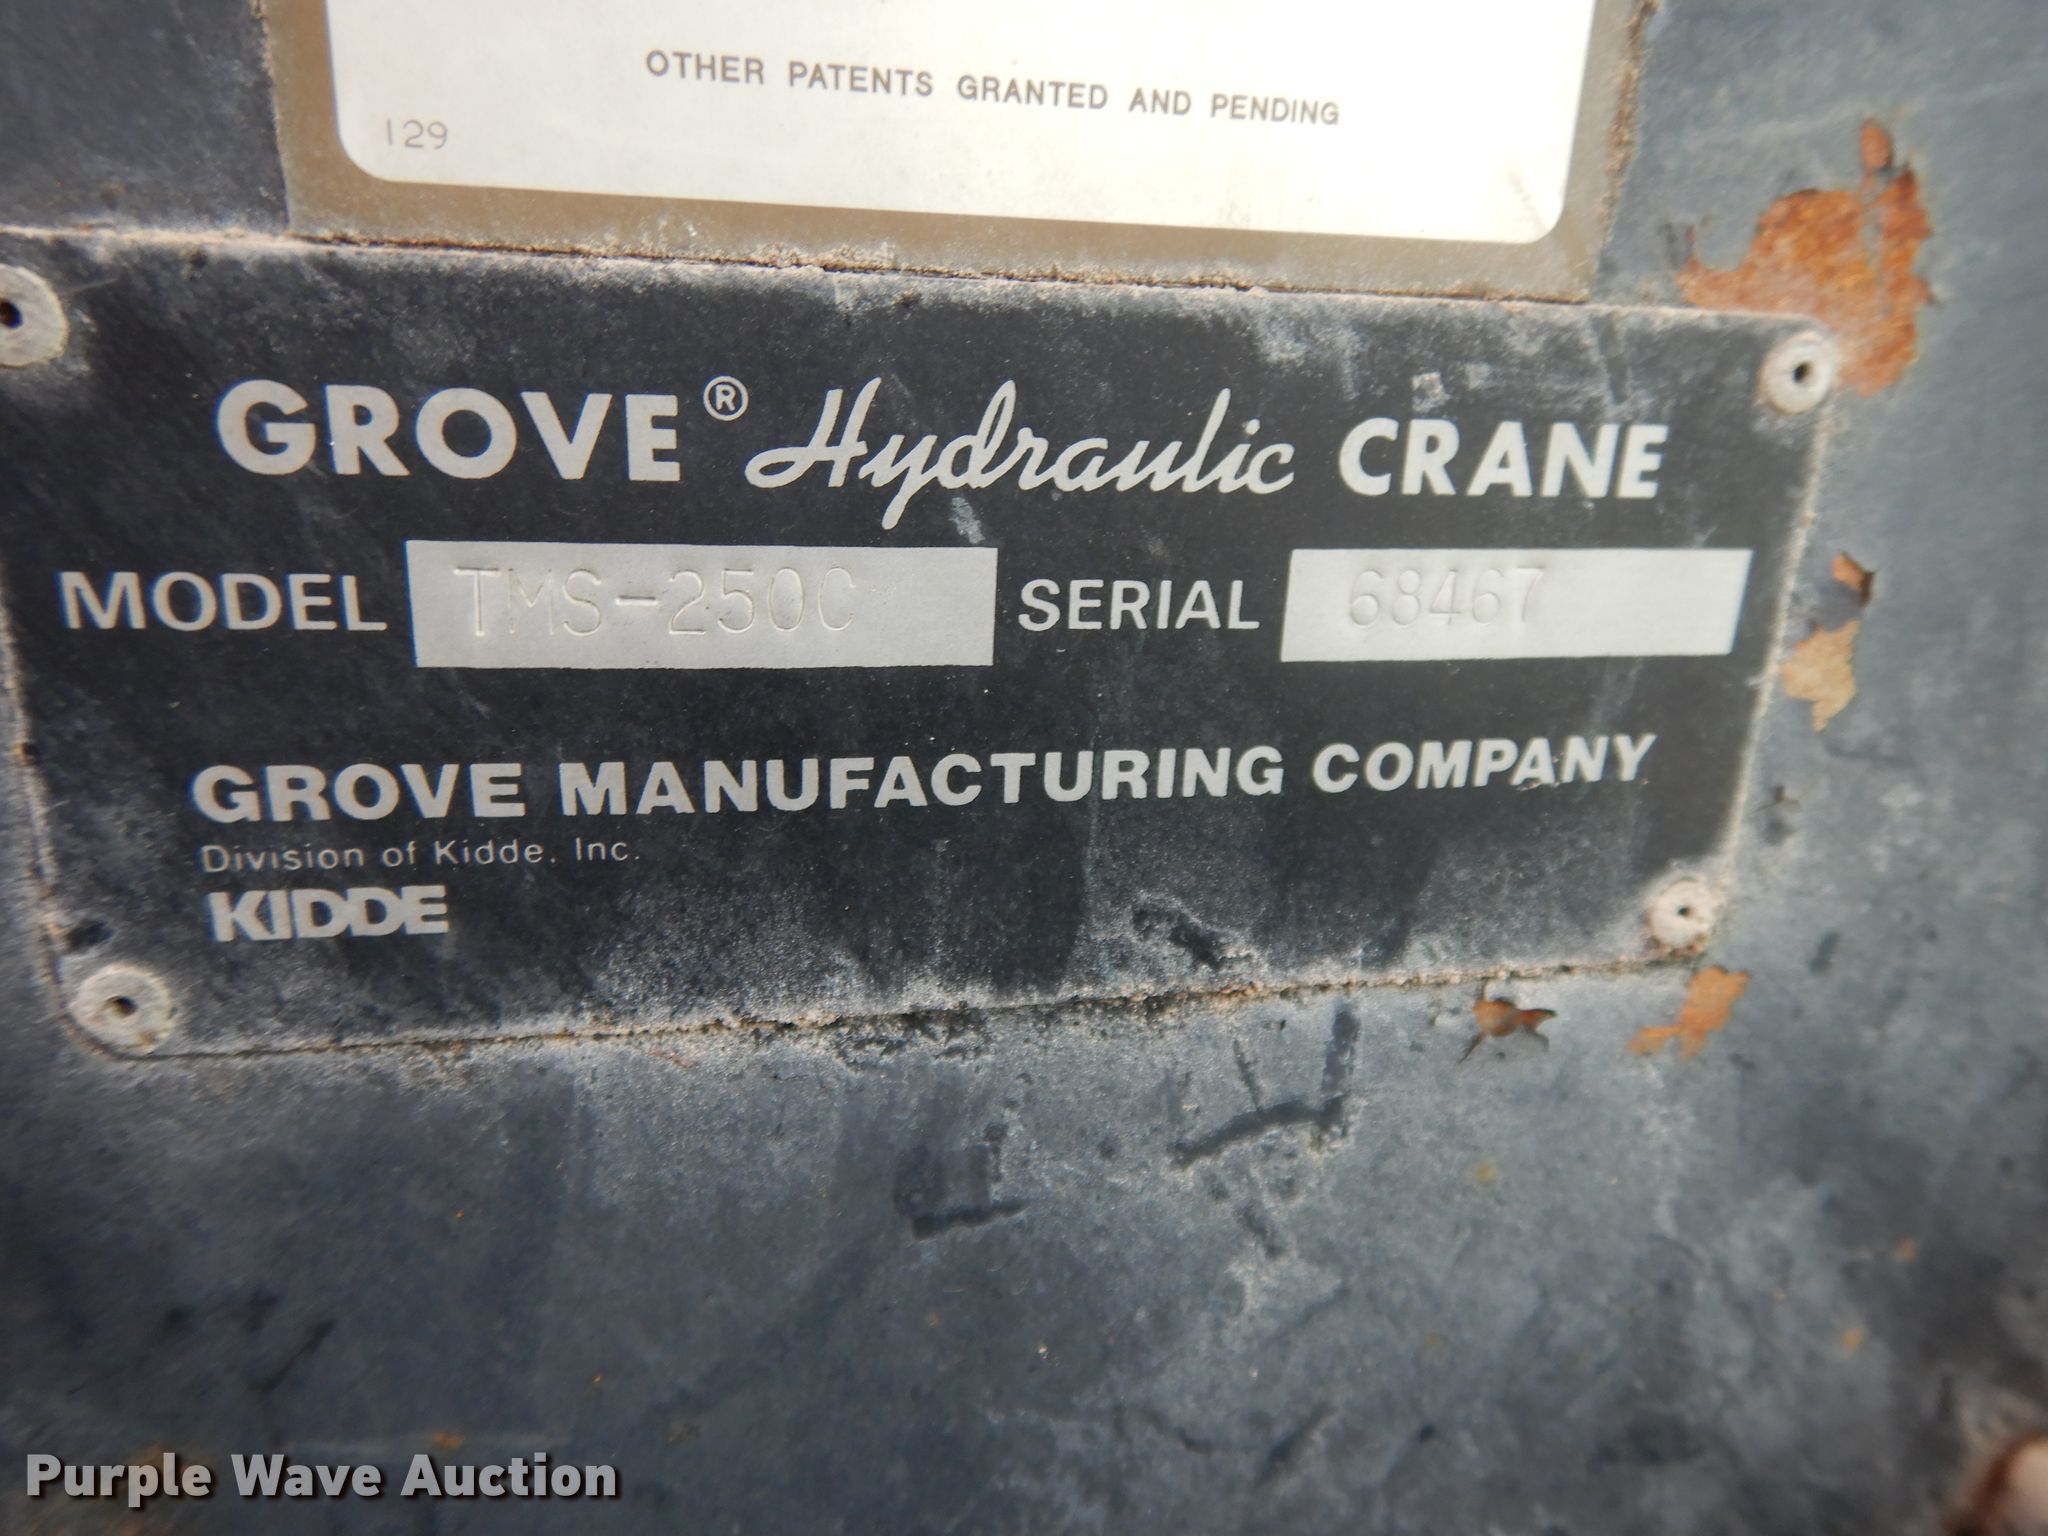 OTHER PATENTS GRANTED AND PENDING
129
GROVE® Hydraulic CRANE
MODEL TMS-250C SERIAL 68467
GROVE MANUFACTURING COMPANY
Division of Kidde, Inc.
KIDDE
Purple Wave Auction